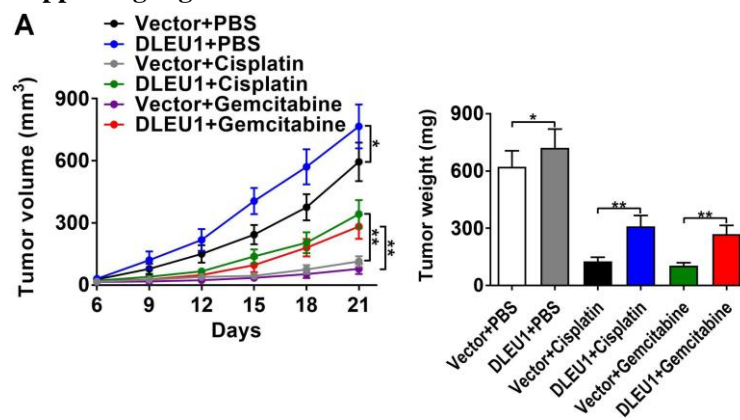 A
Vector+PBS
DLEU1+PBS
Vector+Cisplatin
DLEU1+Cisplatin
Vector+Gemcitabine
DLEU1+Gemcitabine
Tumor volume (mm³)
900
600
300
0
6 9 12 15 18 21
Days
*
**
**
Tumor weight (mg)
900
600
300
0
*
**
**
Vector+PBS
DLEU1+PBS
Vector+Cisplatin
DLEU1+Cisplatin
Vector+Gemcitabine
DLEU1+Gemcitabine